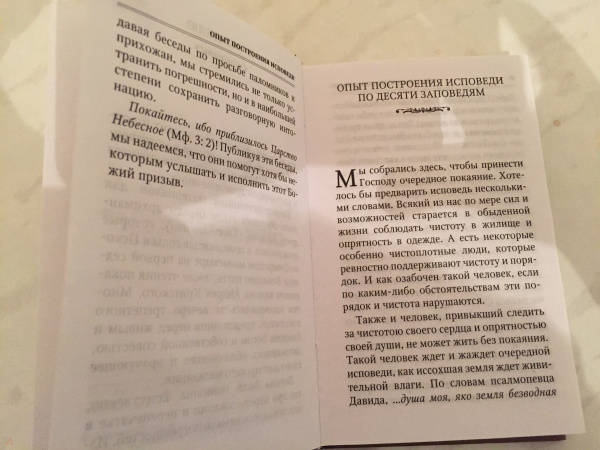 ОПЫТ ПОСТРОЕНИЯ ИСПОВЕДИ
давая беседы по просьбе паломников и
прихожан, мы стремились не только ус-
транить погрешности, но и в наибольшей
степени сохранить разговорную инто-
нацию.
Покайтесь, ибо приблизилось Царство
Небесное (Мф. 3: 2)! Публикуя эти беседы,
мы надеемся, что они помогут хотя бы не-
которым услышать и исполнить этот Бо-
жий призыв.
ОПЫТ ПОСТРОЕНИЯ ИСПОВЕДИ
ПО ДЕСЯТИ ЗАПОВЕДЯМ
Мы собрались здесь, чтобы принести
Господу очередное покаяние. Хоте-
лось бы предварить исповедь нескольки-
ми словами. Всякий из нас по мере сил и
возможностей старается в обыденной
жизни соблюдать чистоту в жилище и
опрятность в одежде. А есть некоторые
особенно чистоплотные люди, которые
ревностно поддерживают чистоту и поря-
док. И как озабочен такой человек, если
по каким-либо обстоятельствам эти по-
рядок и чистота нарушаются.
Также и человек, привыкший следить
за чистотою своего сердца и опрятностью
своей души, не может жить без покаяния.
Такой человек ждет и жаждет очередной
исповеди, как иссохшая земля ждет живи-
тельной влаги. По словам псалмопевца
Давида, ...душа моя, яко земля безводная